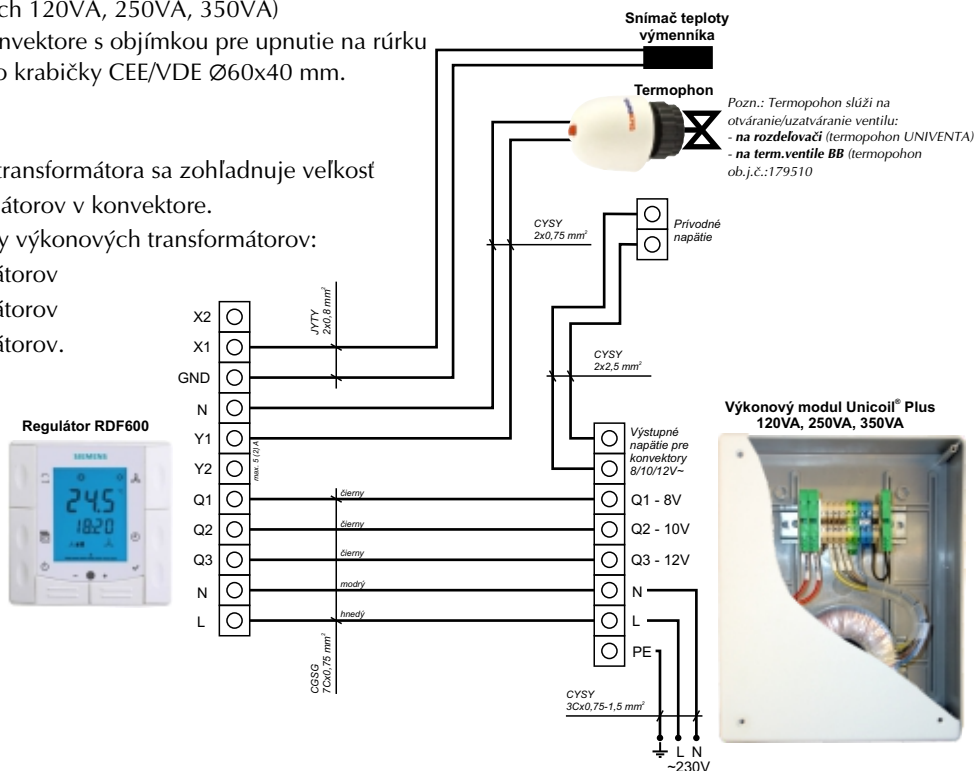 ch 120VA, 250VA, 350VA)
nvektore s objímkou pre upnutie na rúrku
o krabičky CEE/VDE Ø60x40 mm.
transformátora sa zohľadnuje veľkosť
átorov v konvektore.
y výkonových transformátorov:
átorov
átorov
átorov.
Snímač teploty
výmenníka
Termophon
Pozn.: Termopohon slúži na
otváranie/uzatváranie ventilu:
- na rozdeľovači (termopohon UNIVENTA)
- na term.ventile BB (termopohon
ob.j.č.:179510
CYSY
2x0,75 mm²
Prívodné
napätie
JYTY
2x0,8 mm²
CYSY
2x2,5 mm²
X2
X1
GND
N
Y1
Y2
Q1
Q2
Q3
N
L
max. 5 (2) A
Regulátor RDF600
SIEMENS
24.5
18:20
čierny
čierny
čierny
modrý
hnedý
CGSG
7Cx0,75 mm²
Výstupné
napätie pre
konvektory
8/10/12V~
Q1 - 8V
Q2 - 10V
Q3 - 12V
N
L
PE
CYSY
3Cx0,75-1,5 mm²
L N
~230V
Výkonový modul Unicoil® Plus
120VA, 250VA, 350VA